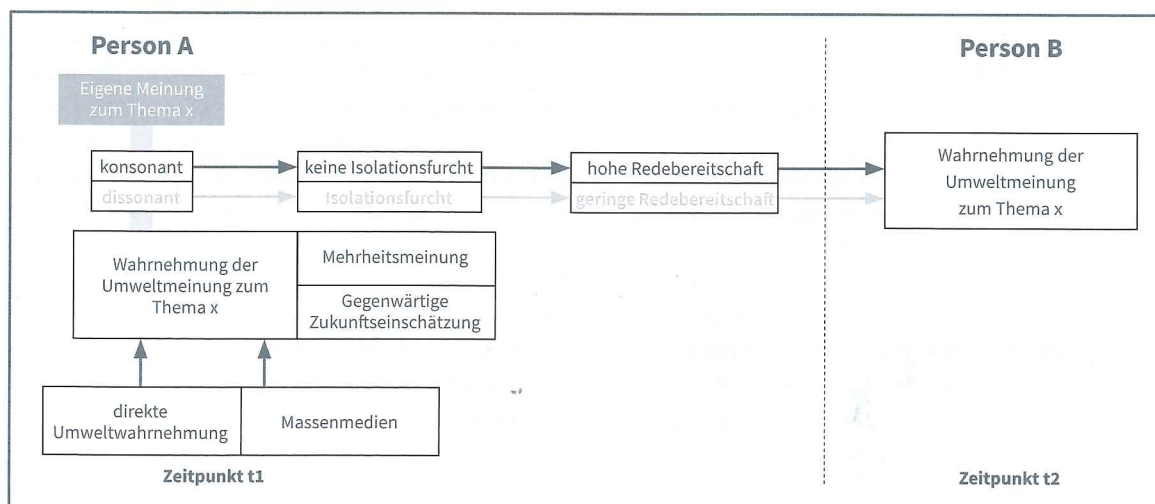 Person A
Person B
Eigene Meinung
zum Thema x
konsonant
keine Isolationsfurcht
hohe Redebereitschaft
dissonant
Isolationsfurcht
geringe Redebereitschaft
Wahrnehmung der
Umweltmeinung
zum Thema x
Wahrnehmung der
Umweltmeinung zum
Thema x
Mehrheitsmeinung
Gegenwärtige
Zukunftseinschätzung
direkte
Umweltwahrnehmung
Massenmedien
Zeitpunkt t1
Zeitpunkt t2